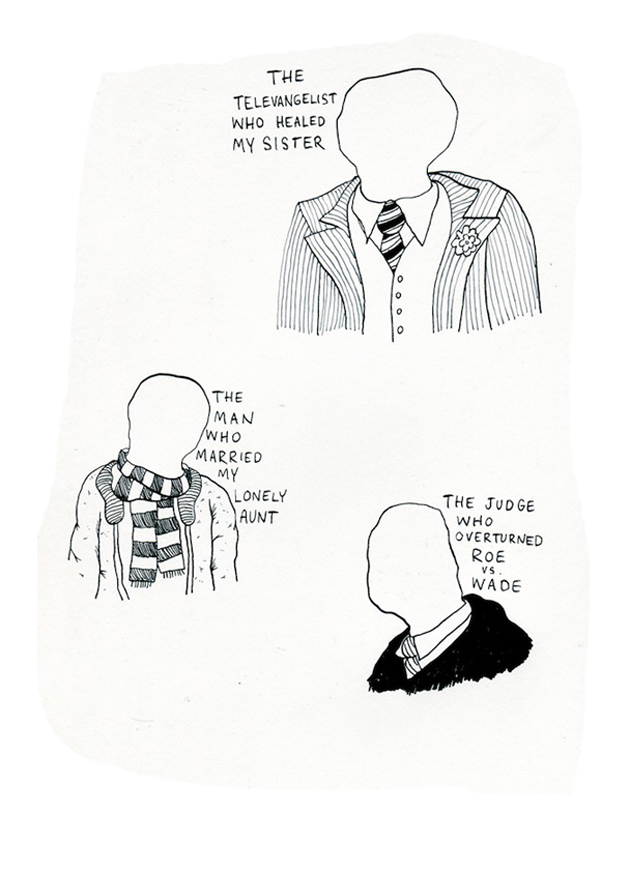 THE
TELEVANGELIST
WHO HEALED
MY SISTER
THE
MAN
WHO
MARRIED
MY
LONELY
AUNT
THE JUDGE
WHO
OVERTURNED
ROE
VS.
WADE